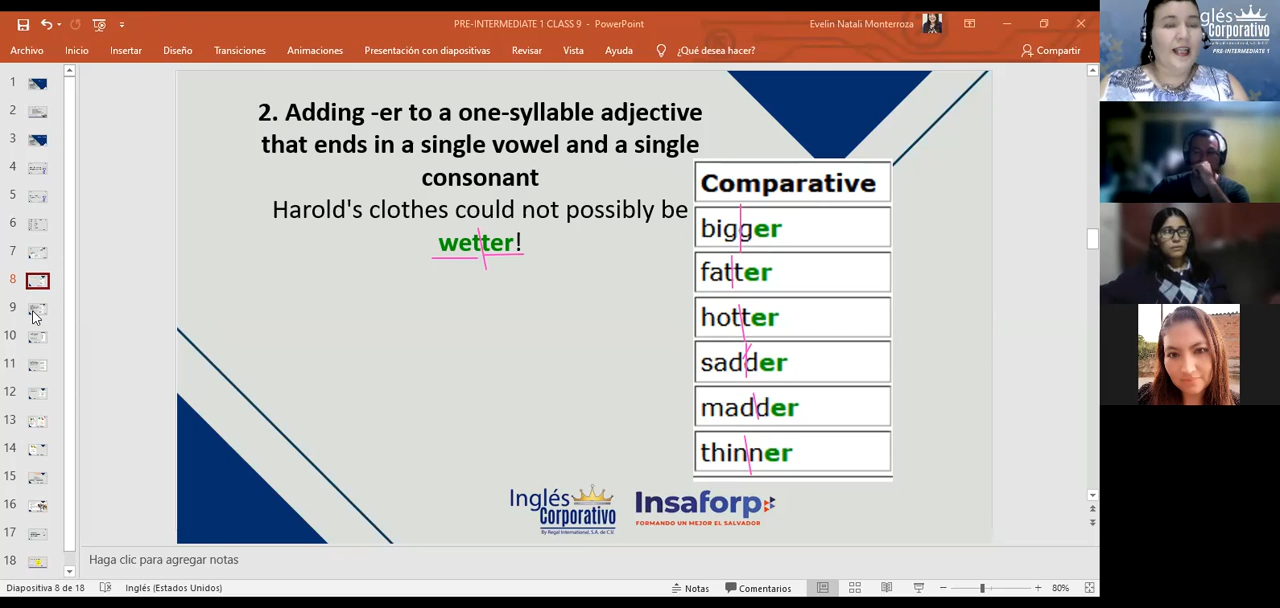 PRE-INTERMEDIATE 1 CLASS 9 - PowerPoint
Evelin Natali Monterroza
Archivo Inicio Insertar Diseño Transiciones Animaciones Presentación con diapositivas Revisar Vista Ayuda ¿Qué desea hacer? Compartir
1
2
3
4
5
6
7
8
9
10
11
12
13
14
15
16
17
18
2. Adding -er to a one-syllable adjective
that ends in a single vowel and a single
consonant
Harold's clothes could not possibly be
wetter!
Comparative
bigger
fatter
hotter
sadder
madder
thinner
Inglés
Corporativo
By Regal International, S.A. de C.V.
Insaforp
FORMANDO UN MEJOR EL SALVADOR
Haga clic para agregar notas
Diapositiva 8 de 18 Inglés (Estados Unidos) Notas Comentarios 80%
glés
Corporativo
PRE-INTERMEDIATE 1